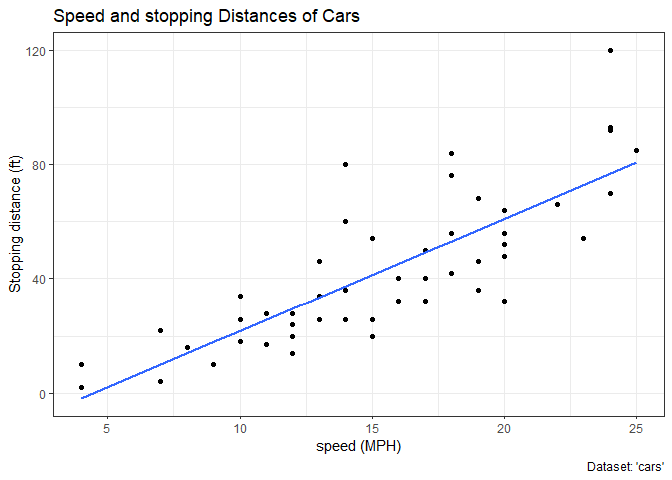 Speed and stopping Distances of Cars
120
80
40
0
Stopping distance (ft)
5 10 15 20 25
speed (MPH)
Dataset: 'cars'